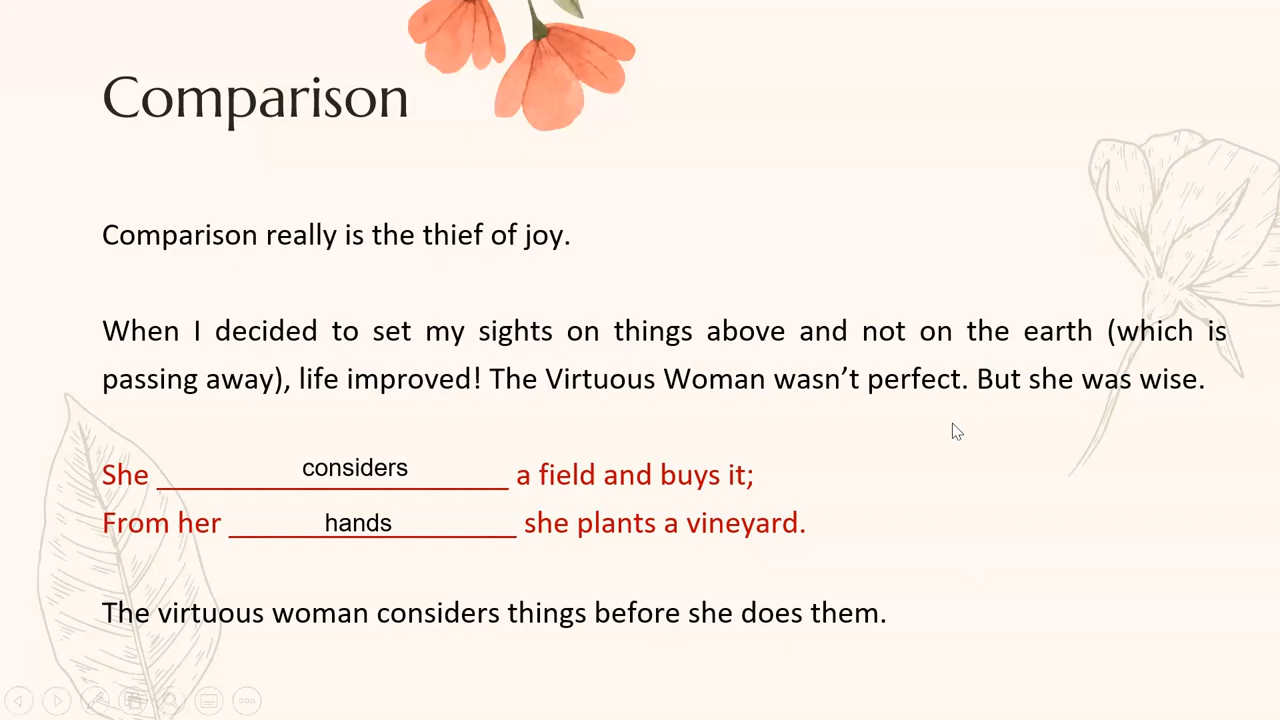 Comparison
Comparison really is the thief of joy.
When I decided to set my sights on things above and not on the earth (which is
passing away), life improved! The Virtuous Woman wasn’t perfect. But she was wise.
She considers a field and buys it;
From her hands she plants a vineyard.
The virtuous woman considers things before she does them.